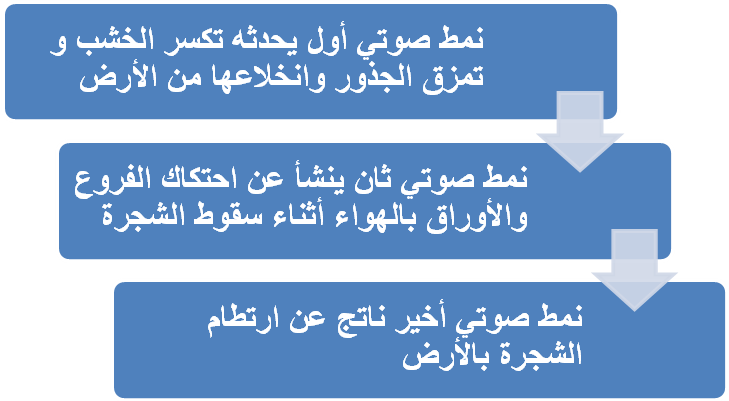 نمط صوتي أول يحدثه تكسر الخشب و
تمزق الجذور وانخلاعها من الأرض
نمط صوتي ثان ينشأ عن احتكاك الفروع
والأوراق بالهواء أثناء سقوط الشجرة
نمط صوتي أخير ناتج عن ارتطام
الشجرة بالأرض